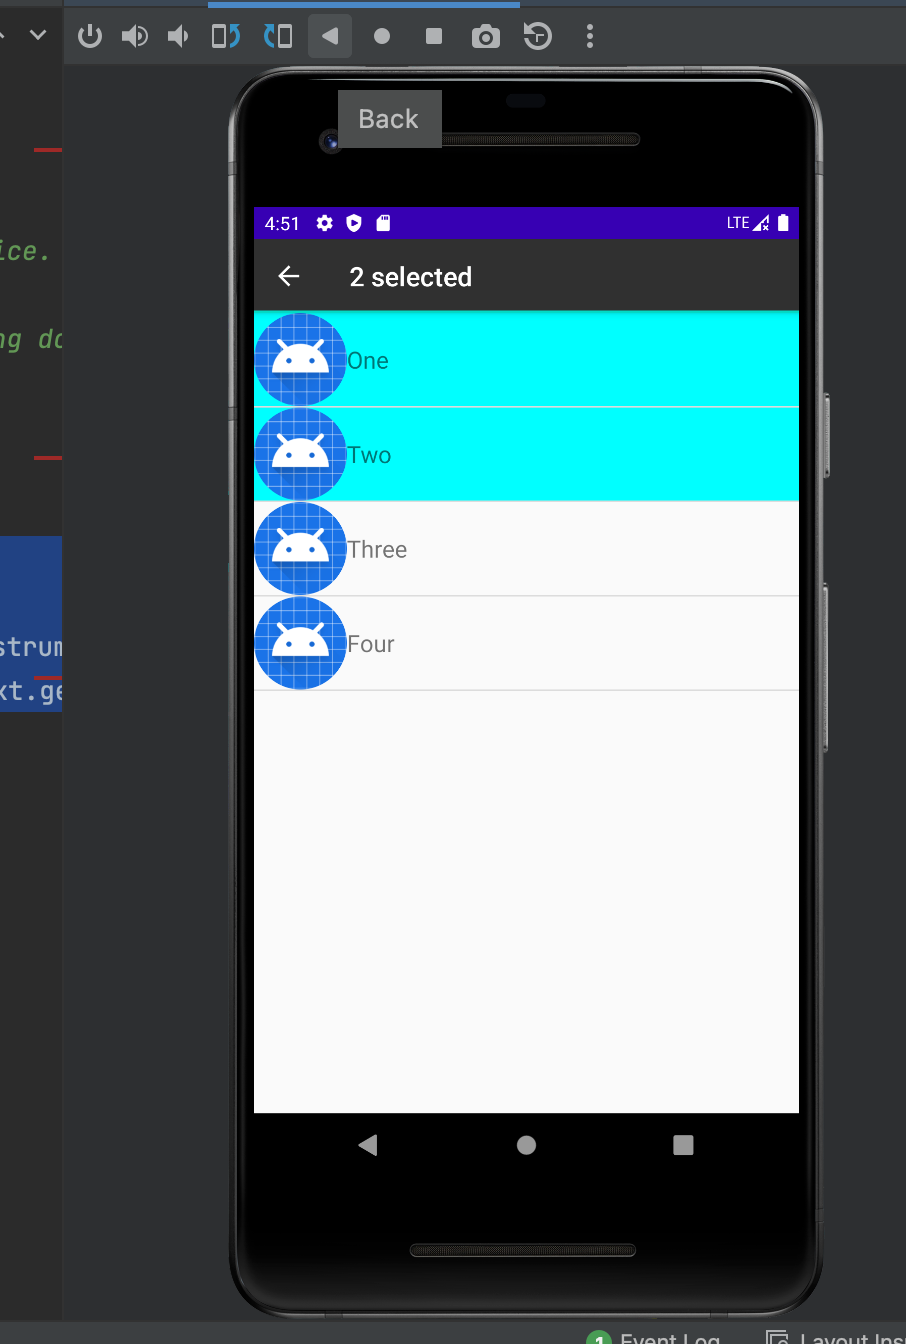 Back
ice.
4:51
LTE
2 selected
ng do
One
Two
Three
Four
strum
xt.ge
Event Log
Layout Ins